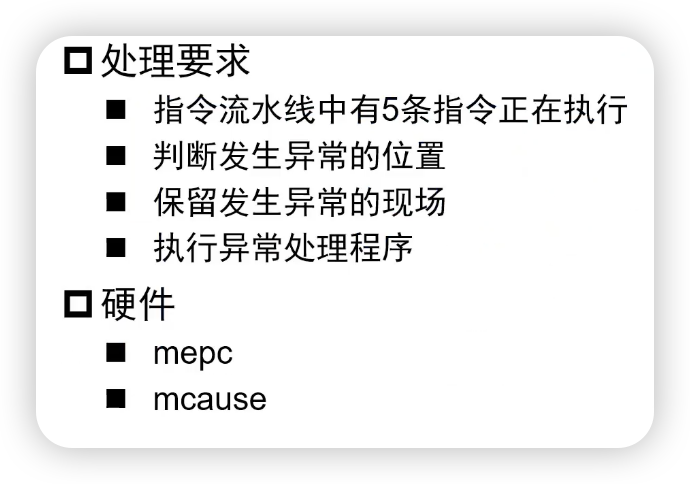 处理要求
指令流水线中有5条指令正在执行
判断发生异常的位置
保留发生异常的现场
执行异常处理程序
硬件
mepc
mcause